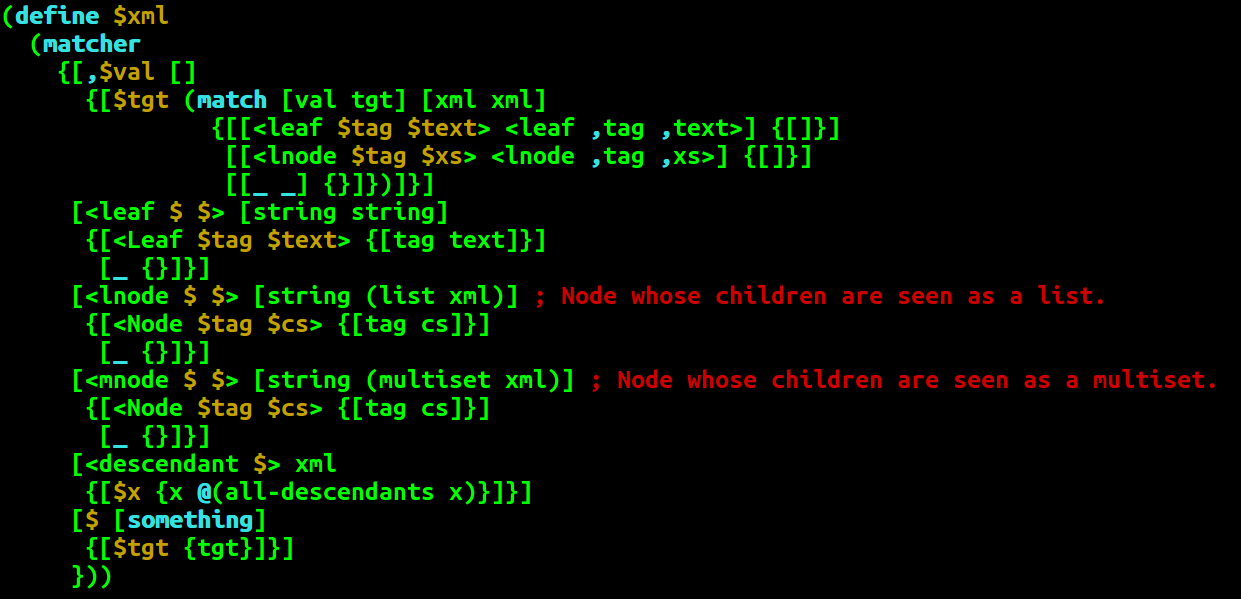 (define $xml
  (matcher
    {[,$val []
      {[$tgt (match [val tgt] [xml xml]
               {[[<leaf $tag $text> <leaf ,tag ,text>] {[]}]
                [[<lnode $tag $xs> <lnode ,tag ,xs>] {[]}]
                [[_ _] {}]})]}]
     [<leaf $ $> [string string]
      {[<Leaf $tag $text> {[tag text]}]
       [_ {}]}]
     [<lnode $ $> [string (list xml)] ; Node whose children are seen as a list.
      {[<Node $tag $cs> {[tag cs]}]
       [_ {}]}]
     [<mnode $ $> [string (multiset xml)] ; Node whose children are seen as a multiset.
      {[<Node $tag $cs> {[tag cs]}]
       [_ {}]}]
     [<descendant $> xml
      {[$x {x @(all-descendants x)}]}]
     [$ [something]
      {[$tgt {tgt}]}]
     }))